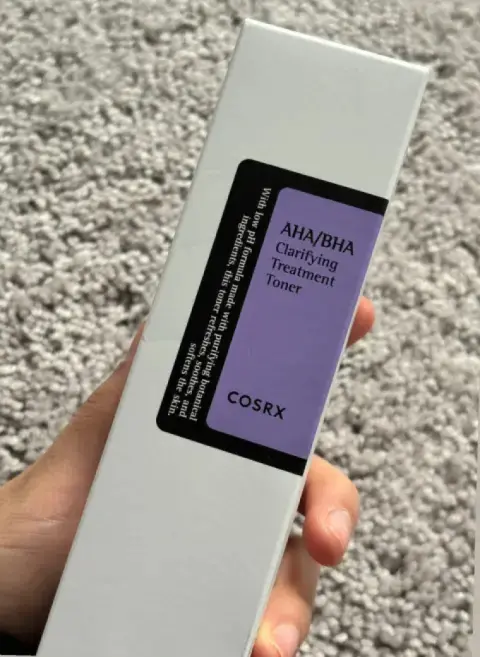 AHA/BHA
Clarifying
Treatment
Toner
COSRX
With low pH formula made with purifying botanical
ingredients, this toner refreshes, soothes, and
softens the skin.